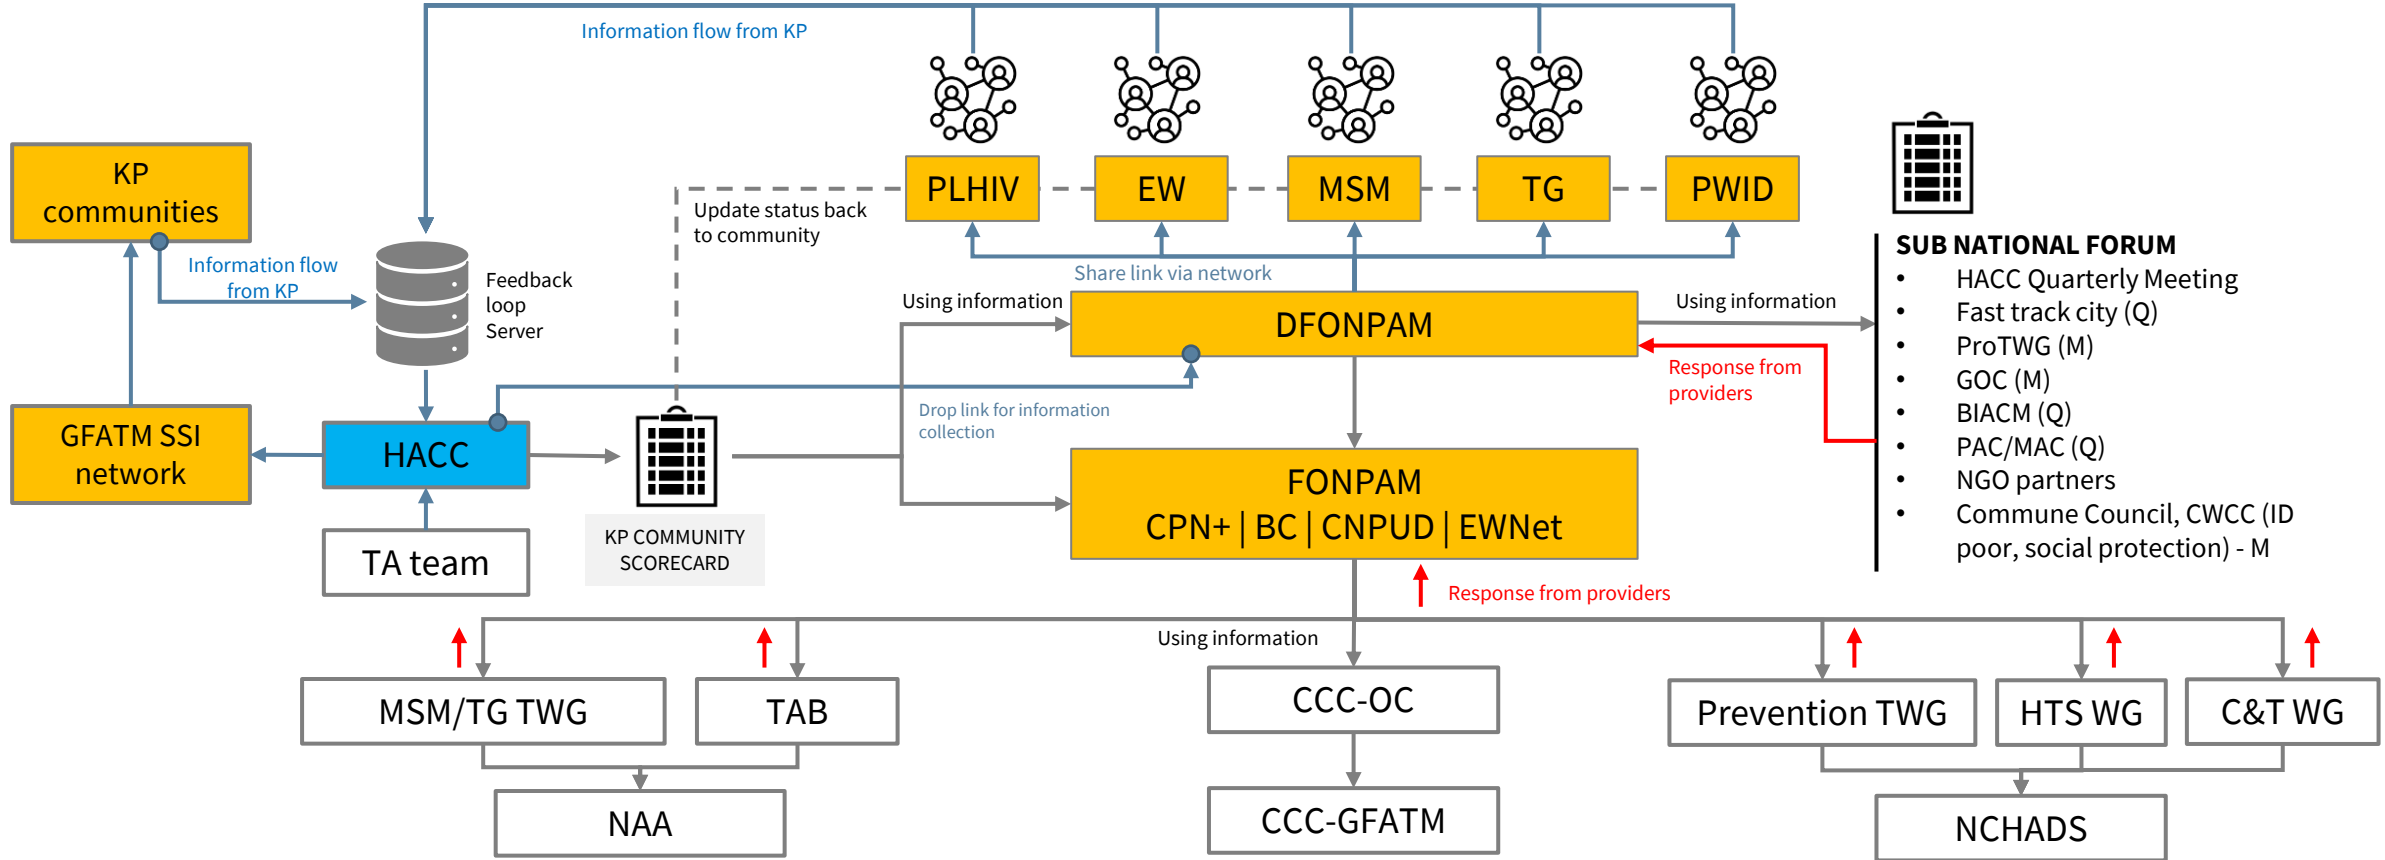 Information flow from KP
KP
communities
PLHIV
EW
MSM
TG
PWID
Update status back
to community
Information flow
from KP
Feedback
loop
Server
Share link via network
Using information
DFONPAM
Using information
Response from
providers
SUB NATIONAL FORUM
• HACC Quarterly Meeting
• Fast track city (Q)
• ProTWG (M)
• GOC (M)
• BIACM (Q)
• PAC/MAC (Q)
• NGO partners
• Commune Council, CWCC (ID
poor, social protection) - M
GFATM SSI
network
HACC
Drop link for information
collection
FONPAM
CPN+ | BC | CNPUD | EWNet
KP COMMUNITY
SCORECARD
TA team
Response from providers
Using information
MSM/TG TWG
TAB
CCC-OC
Prevention TWG
HTS WG
C&T WG
NAA
CCC-GFATM
NCHADS